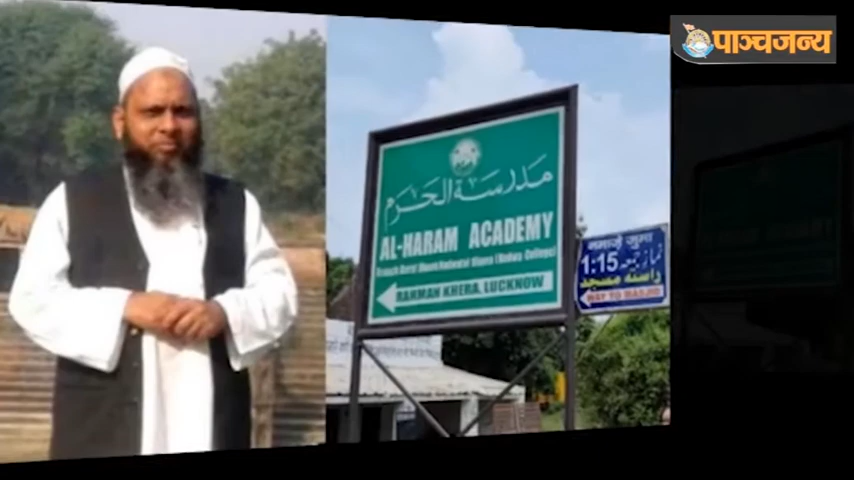 पाञ्चजन्य
مدرسة الحرم
AL-HARAM ACADEMY
RAHMAN KHERA, LUCKNOW
नमाज़े जुमा
1:15
نماز جمعہ
راستہ مسجد
WAY TO MASJID